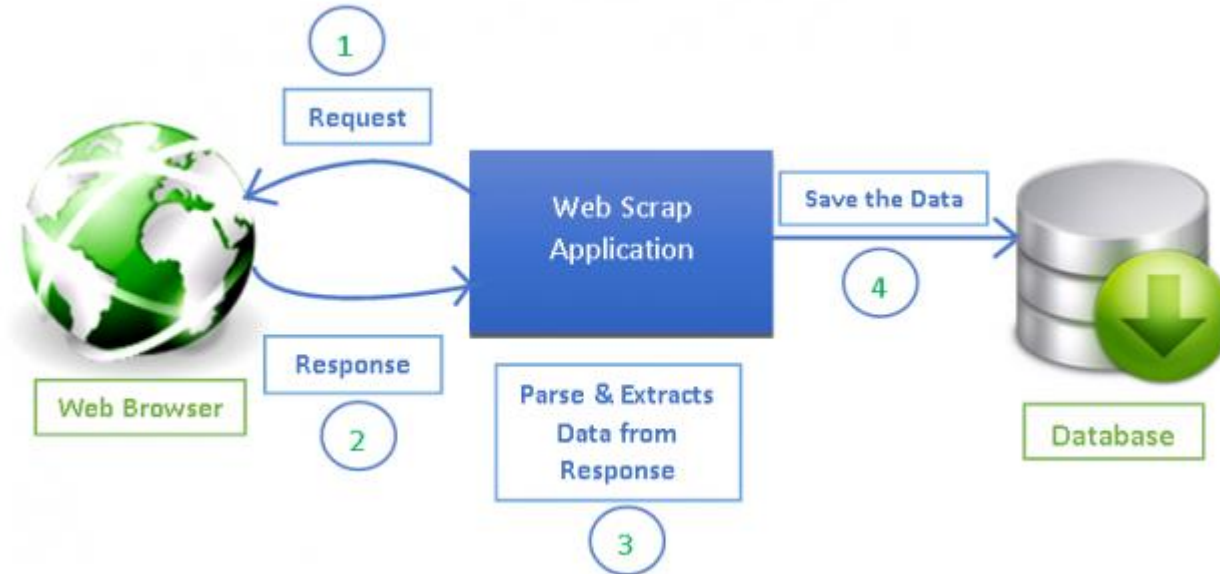 1
Request
Web Scrap
Application
Save the Data
4
Response
2
Web Browser
Parse & Extracts
Data from
Response
3
Database